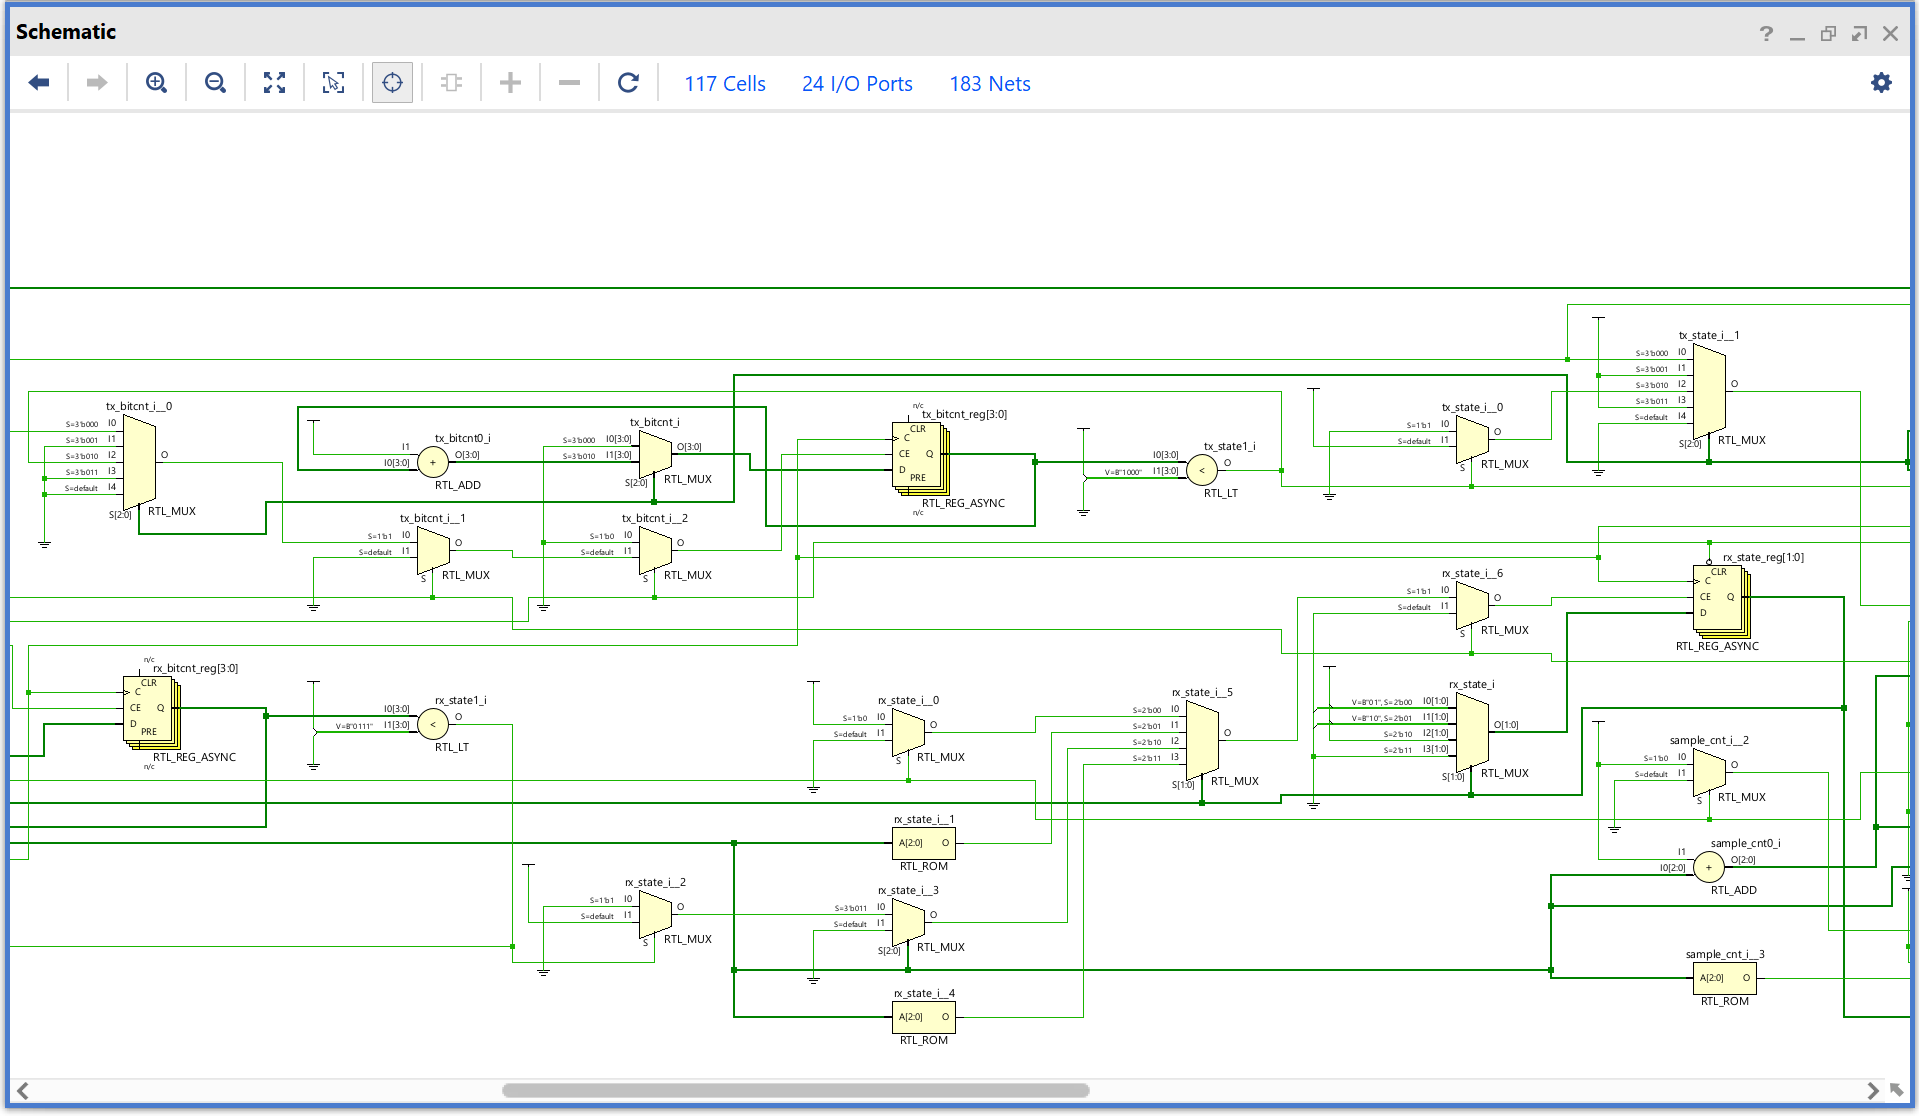 Schematic
117 Cells 24 I/O Ports 183 Nets
tx_state_i__1
S=3'b000 I0
S=3'b001 I1
S=3'b010 I2 O
S=3'b011 I3
S=default I4
S[2:0] RTL_MUX
tx_bitcnt_i__0
S=3'b000 I0
S=3'b001 I1
S=3'b010 I2 O
S=3'b011 I3
S=default I4
S[2:0] RTL_MUX
tx_bitcnt0_i
I1
I0[3:0] + O[3:0]
RTL_ADD
tx_bitcnt_i
S=3'b000 I0[3:0]
S=3'b010 I1[3:0] O[3:0]
S[2:0] RTL_MUX
n/c
tx_bitcnt_reg[3:0]
CLR
C
CE Q
D
PRE
RTL_REG_ASYNC
n/c
tx_state1_i
I0[3:0]
V=B"1000" I1[3:0] < O
RTL_LT
tx_state_i__0
S=1'b1 I0
S=default I1 O
S RTL_MUX
tx_bitcnt_i__1
S=1'b1 I0
S=default I1 O
S RTL_MUX
tx_bitcnt_i__2
S=1'b0 I0
S=default I1 O
S RTL_MUX
rx_state_i__6
S=1'b1 I0
S=default I1 O
S RTL_MUX
rx_state_reg[1:0]
CLR
C
CE Q
D
RTL_REG_ASYNC
n/c
rx_bitcnt_reg[3:0]
CLR
C
CE Q
D
PRE
RTL_REG_ASYNC
n/c
rx_state1_i
I0[3:0]
V=B"0111" I1[3:0] < O
RTL_LT
rx_state_i__0
S=1'b0 I0
S=default I1 O
S RTL_MUX
rx_state_i__5
S=2'b00 I0
S=2'b01 I1
S=2'b10 I2 O
S=2'b11 I3
S[1:0] RTL_MUX
rx_state_i
V=B"01", S=2'b00 I0[1:0]
V=B"10", S=2'b01 I1[1:0]
S=2'b10 I2[1:0] O[1:0]
S=2'b11 I3[1:0]
S[1:0] RTL_MUX
sample_cnt_i__2
S=1'b0 I0
S=default I1 O
S RTL_MUX
rx_state_i__1
A[2:0] O
RTL_ROM
sample_cnt0_i
I1
I0[2:0] + O[2:0]
RTL_ADD
rx_state_i__2
S=1'b1 I0
S=default I1 O
S RTL_MUX
rx_state_i__3
S=3'b011 I0
S=default I1 O
S[2:0] RTL_MUX
sample_cnt_i__3
A[2:0] O
RTL_ROM
rx_state_i__4
A[2:0] O
RTL_ROM